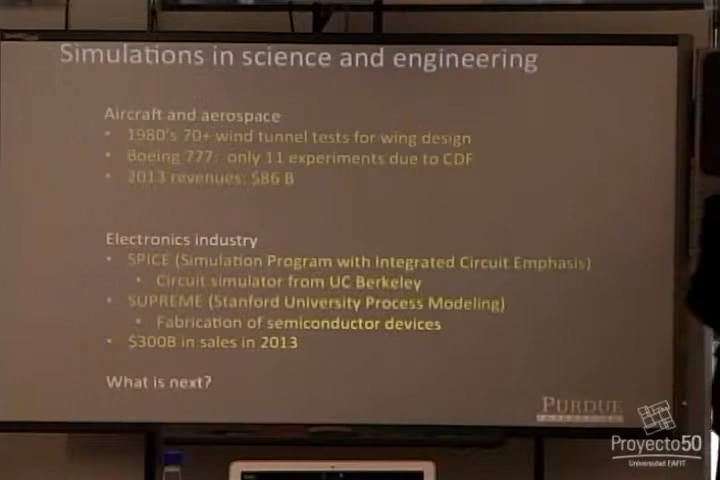 Simulations in science and engineering
Aircraft and aerospace
• 1980's 70+ wind tunnel tests for wing design
• Boeing 777: only 11 experiments due to CDF
• 2013 revenues: $86 B
Electronics industry
• SPICE (Simulation Program with Integrated Circuit Emphasis)
• Circuit simulator from UC Berkeley
• SUPREME (Stanford University Process Modeling)
• Fabrication of semiconductor devices
• $300B in sales in 2013
What is next?
PURDUE
Proyecto50
Universidad EAFIT